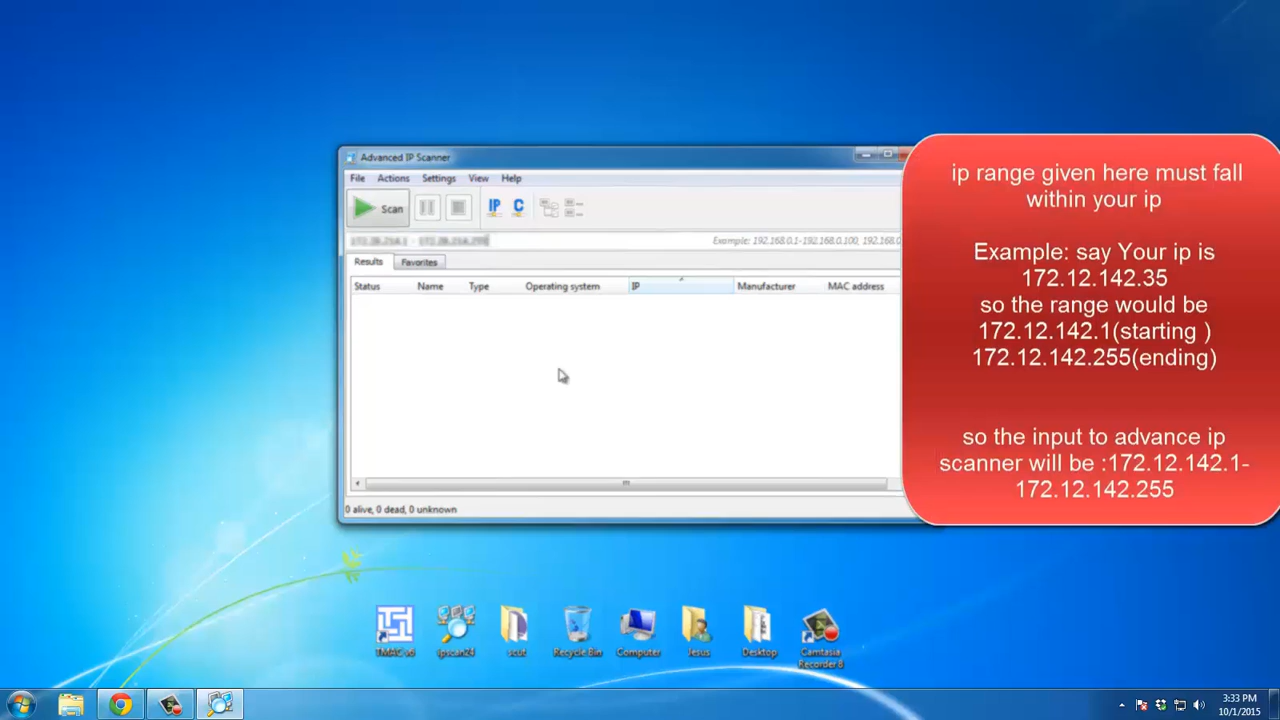 Advanced IP Scanner
File Actions Settings View Help
Scan
IP C
Example: 192.168.0.1-192.168.0.100, 192.168.0
Results Favorites
Status Name Type Operating system IP Manufacturer MAC address
0 alive, 0 dead, 0 unknown
ip range given here must fall
within your ip
Example: say Your ip is
172.12.142.35
so the range would be
172.12.142.1(starting )
172.12.142.255(ending)
so the input to advance ip
scanner will be :172.12.142.1-
172.12.142.255
TMAC v6 ipscan24 scut Recycle Bin Computer Jesus Desktop Camtasia
Recorder 8
3:33 PM
10/1/2015